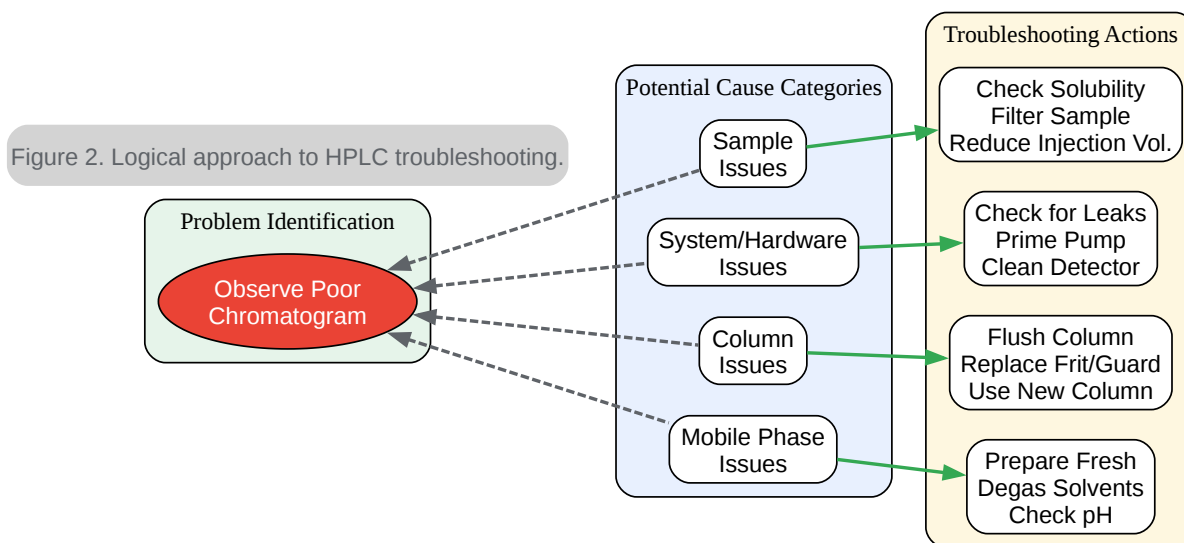 Figure 2. Logical approach to HPLC troubleshooting.
Problem Identification
Observe Poor
Chromatogram
Potential Cause Categories
Sample
Issues
System/Hardware
Issues
Column
Issues
Mobile Phase
Issues
Troubleshooting Actions
Check Solubility
Filter Sample
Reduce Injection Vol.
Check for Leaks
Prime Pump
Clean Detector
Flush Column
Replace Frit/Guard
Use New Column
Prepare Fresh
Degas Solvents
Check pH